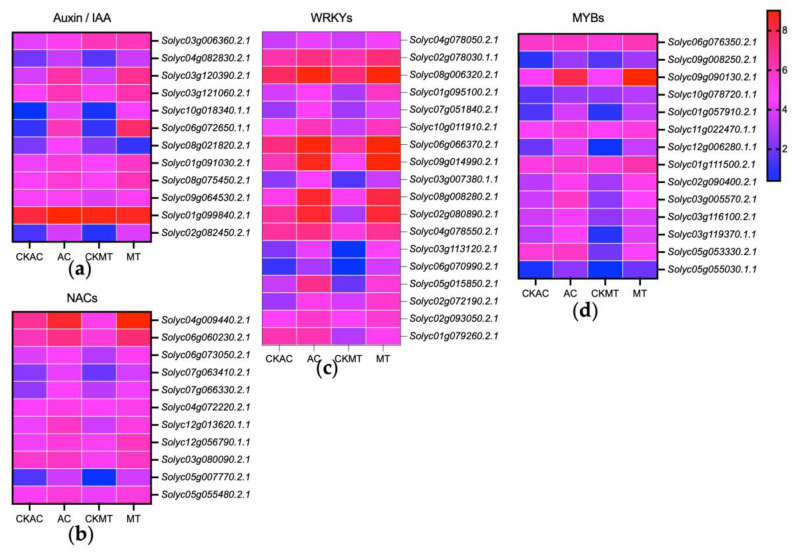 Auxin / IAA
Solyc03g006360.2.1
Solyc04g082830.2.1
Solyc03g120390.2.1
Solyc03g121060.2.1
Solyc10g018340.1.1
Solyc06g072650.1.1
Solyc08g021820.2.1
Solyc01g091030.2.1
Solyc08g075450.2.1
Solyc09g064530.2.1
Solyc01g099840.2.1
Solyc02g082450.2.1
CKAC AC CKMT MT
(a)
NACs
Solyc04g009440.2.1
Solyc06g060230.2.1
Solyc06g073050.2.1
Solyc07g063410.2.1
Solyc07g066330.2.1
Solyc04g072220.2.1
Solyc12g013620.1.1
Solyc12g056790.1.1
Solyc03g080090.2.1
Solyc05g007770.2.1
Solyc05g055480.2.1
CKAC AC CKMT MT
(b)
WRKYs
Solyc04g078050.2.1
Solyc02g078030.1.1
Solyc08g006320.2.1
Solyc01g095100.2.1
Solyc07g051840.2.1
Solyc10g011910.2.1
Solyc06g066370.2.1
Solyc09g014990.2.1
Solyc03g007380.1.1
Solyc08g008280.2.1
Solyc02g080890.2.1
Solyc04g078550.2.1
Solyc03g113120.2.1
Solyc06g070990.2.1
Solyc05g015850.2.1
Solyc02g072190.2.1
Solyc02g093050.2.1
Solyc01g079260.2.1
CKAC AC CKMT MT
(c)
MYBs
Solyc06g076350.2.1
Solyc09g008250.2.1
Solyc09g090130.2.1
Solyc10g078720.1.1
Solyc01g057910.2.1
Solyc11g022470.1.1
Solyc12g006280.1.1
Solyc01g111500.2.1
Solyc02g090400.2.1
Solyc03g005570.2.1
Solyc03g116100.2.1
Solyc03g119370.1.1
Solyc05g053330.2.1
Solyc05g055030.1.1
CKAC AC CKMT MT
(d)
8
6
4
2